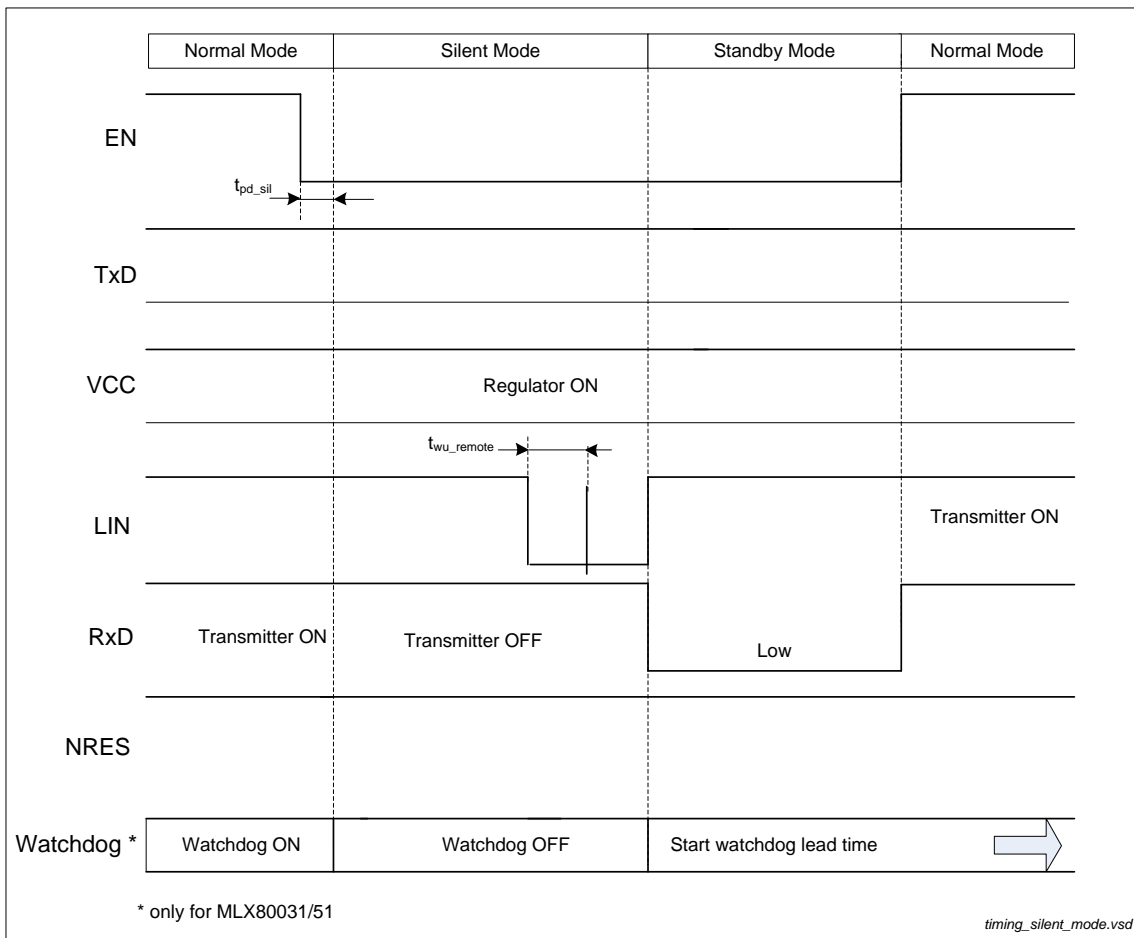 Normal Mode Silent Mode Standby Mode Normal Mode
EN
tpd_sil
TxD
VCC
Regulator ON
twu_remote
LIN
Transmitter ON
RxD
Transmitter ON
Transmitter OFF
Low
NRES
Watchdog *
Watchdog ON
Watchdog OFF
Start watchdog lead time
* only for MLX80031/51
timing_silent_mode.vsd